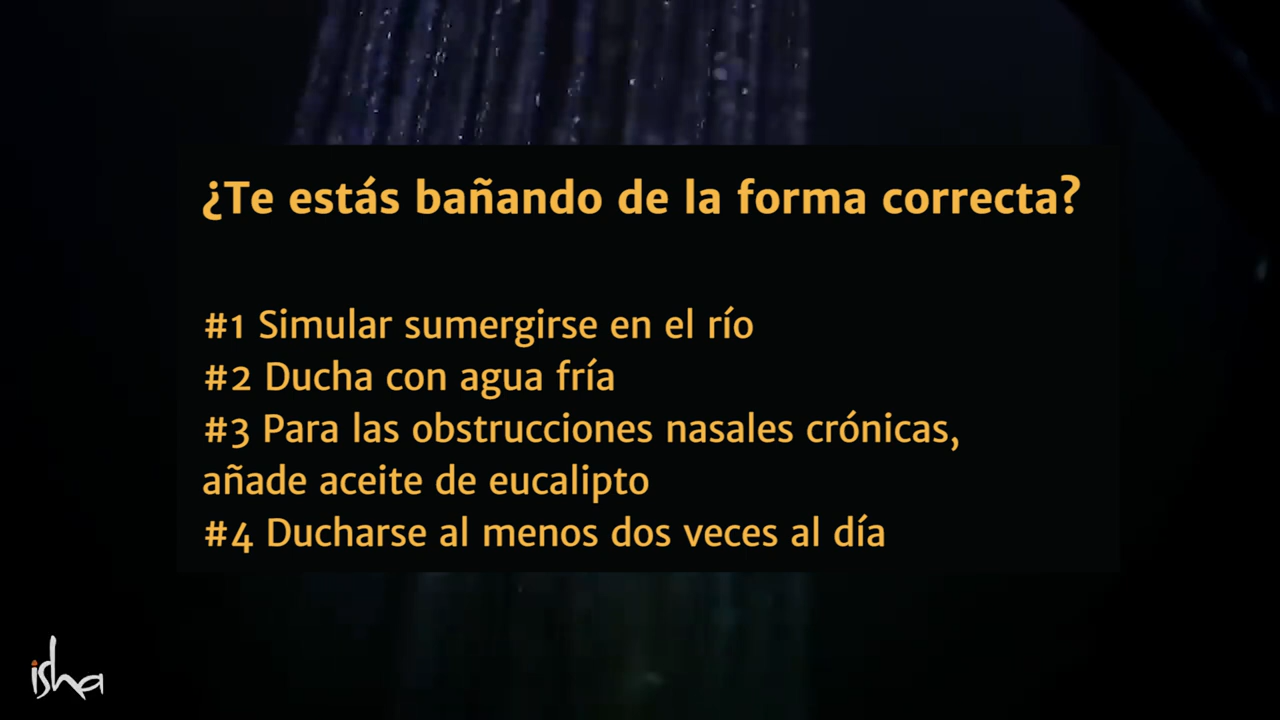 ¿Te estás bañando de la forma correcta?
#1 Simular sumergirse en el río
#2 Ducha con agua fría
#3 Para las obstrucciones nasales crónicas,
añade aceite de eucalipto
#4 Ducharse al menos dos veces al día
isha